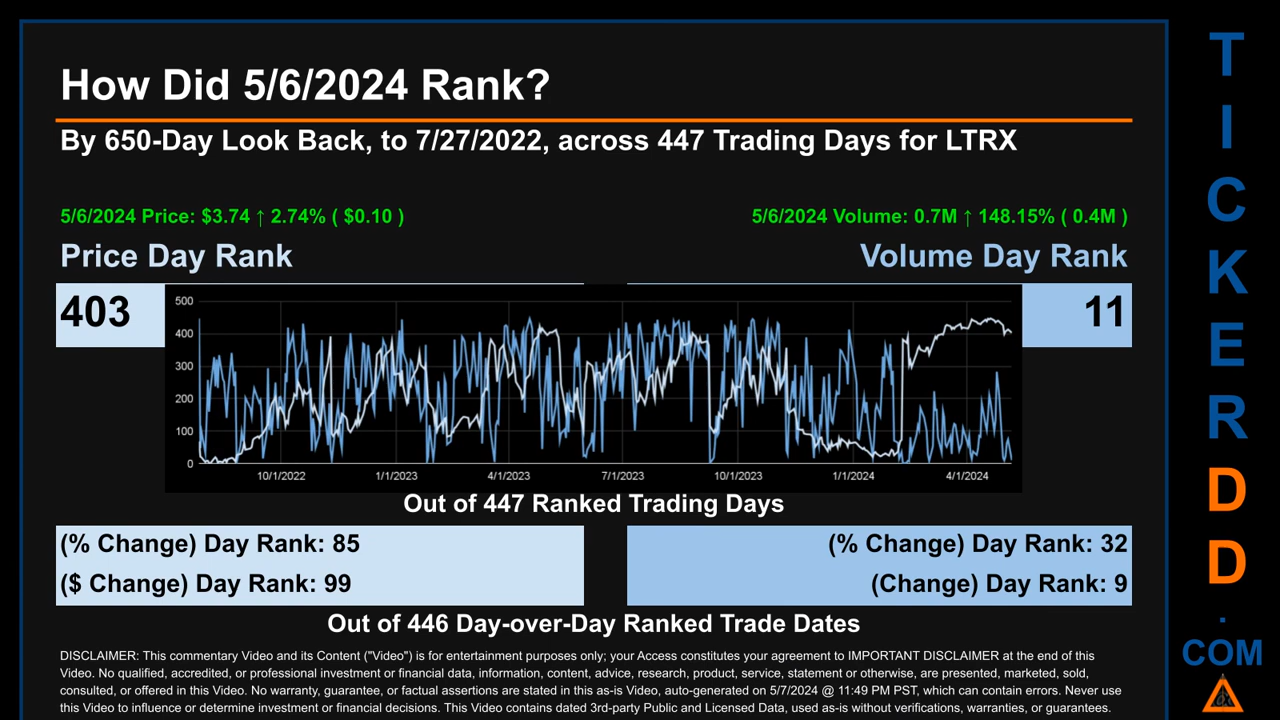 How Did 5/6/2024 Rank?
By 650-Day Look Back, to 7/27/2022, across 447 Trading Days for LTRX
5/6/2024 Price: $3.74 ↑ 2.74% ( $0.10 )
5/6/2024 Volume: 0.7M ↑ 148.15% ( 0.4M )
Price Day Rank
Volume Day Rank
403
11
500
400
300
200
100
0
10/1/2022 1/1/2023 4/1/2023 7/1/2023 10/1/2023 1/1/2024 4/1/2024
Out of 447 Ranked Trading Days
(% Change) Day Rank: 85
($ Change) Day Rank: 99
(% Change) Day Rank: 32
(Change) Day Rank: 9
Out of 446 Day-over-Day Ranked Trade Dates
DISCLAIMER: This commentary Video and its Content ("Video") is for entertainment purposes only; your Access constitutes your agreement to IMPORTANT DISCLAIMER at the end of this
Video. No qualified, accredited, or professional investment or financial data, information, content, advice, research, product, service, statement or otherwise, are presented, marketed, sold,
consulted, or offered in this Video. No warranty, guarantee, or factual assertions are stated in this as-is Video, auto-generated on 5/7/2024 @ 11:49 PM PST, which can contain errors. Never use
this Video to influence or determine investment or financial decisions. This Video contains dated 3rd-party Public and Licensed Data, used as-is without verifications, warranties, or guarantees.
T
I
C
K
E
R
D
D
.
COM